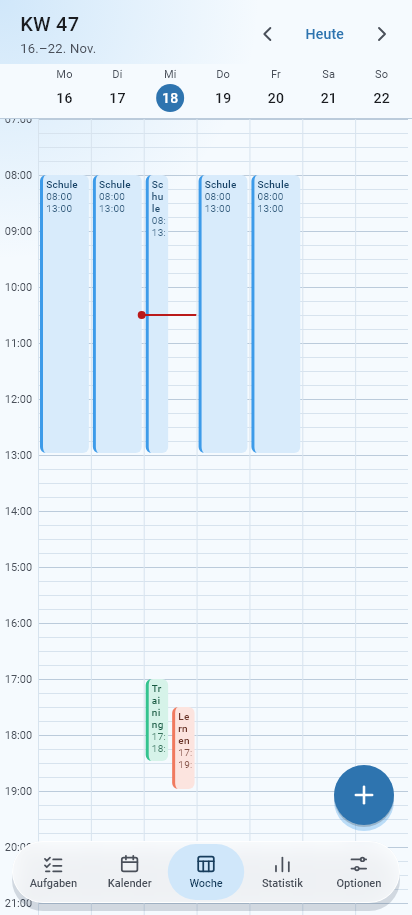 KW 47
16.–22. Nov.
Heute
Mo Di Mi Do Fr Sa So
16 17 18 19 20 21 22
07:00
08:00
Schule
08:00
13:00
Schule
08:00
13:00
Sc
hu
le
08:
13:
Schule
08:00
13:00
Schule
08:00
13:00
09:00
10:00
11:00
12:00
13:00
14:00
15:00
16:00
17:00
Tr
ai
ni
ng
17:
18:
Le
rn
en
17:
19:
18:00
19:00
20:00
Aufgaben Kalender Woche Statistik Optionen
21:00